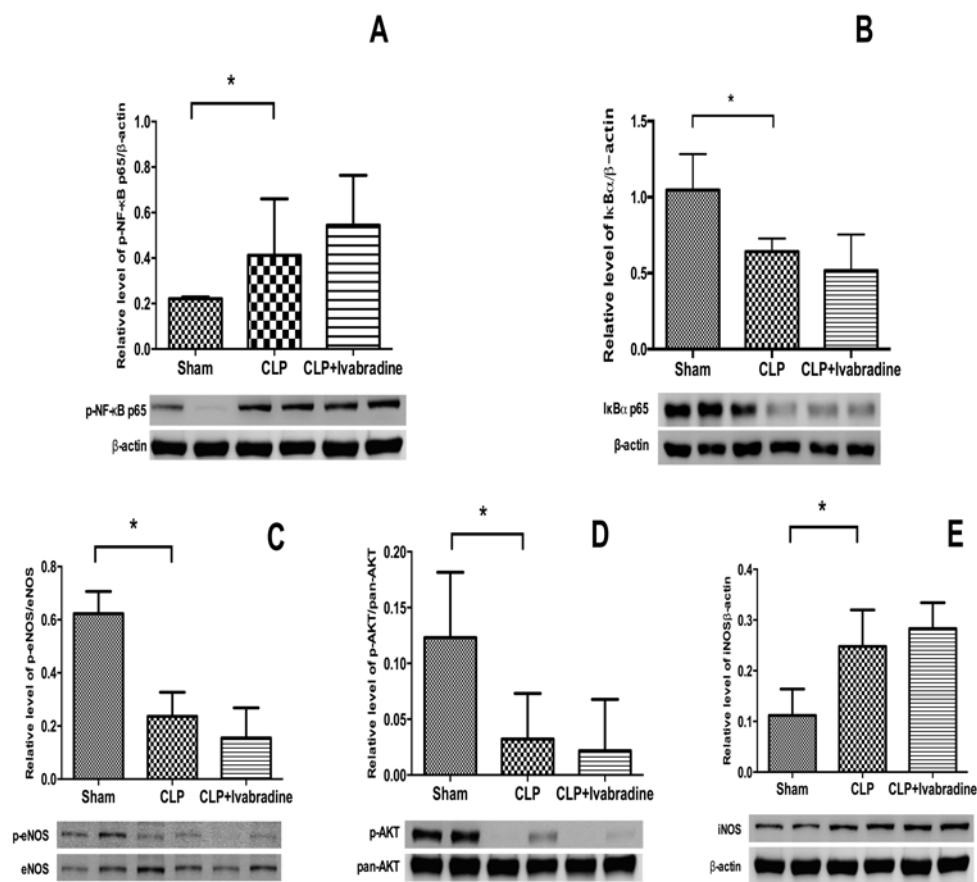 A
*
Relative level of p-NF-κB p65/β-actin
1.0
0.8
0.6
0.4
0.2
0.0
Sham CLP CLP+Ivabradine
p-NF-κB p65
β-actin
B
*
Relative level of IκBα/β-actin
1.5
1.0
0.5
0.0
Sham CLP CLP+Ivabradine
IκBα p65
β-actin
C
*
Relative level of p-eNOS/eNOS
0.8
0.6
0.4
0.2
0.0
Sham CLP CLP+Ivabradine
p-eNOS
eNOS
D
*
Relative level of p-AKT/pan-AKT
0.20
0.15
0.10
0.05
0.00
Sham CLP CLP+Ivabradine
p-AKT
pan-AKT
E
*
Relative level of iNOSβ-actin
0.4
0.3
0.2
0.1
0.0
Sham CLP CLP+Ivabradine
iNOS
β-actin